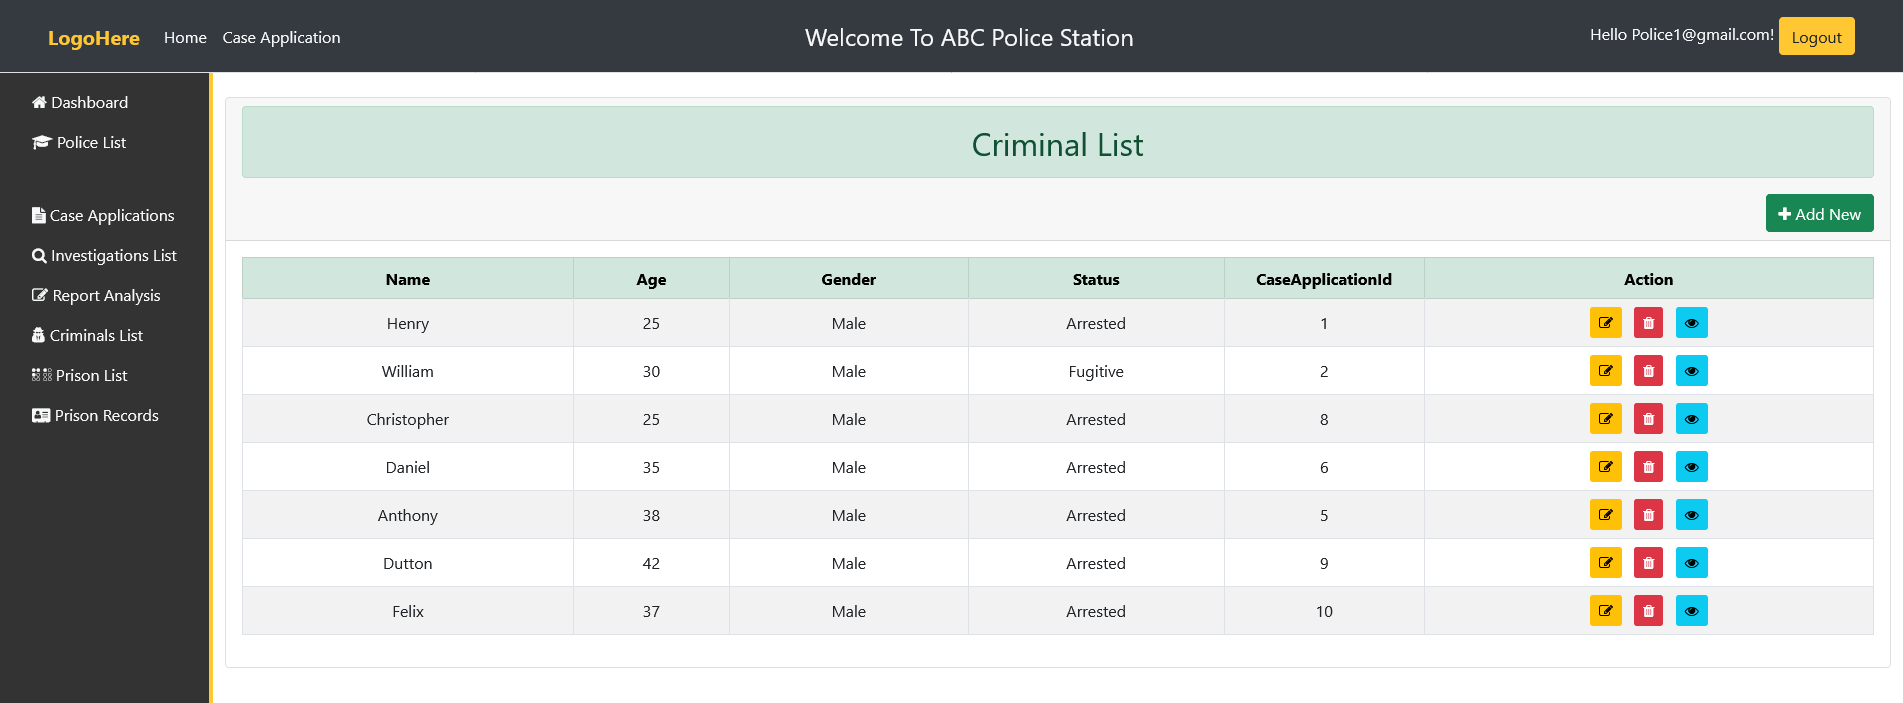 LogoHere Home Case Application Welcome To ABC Police Station Hello Police1@gmail.com! Logout
Dashboard
Police List
Case Applications
Investigations List
Report Analysis
Criminals List
Prison List
Prison Records
Criminal List
Add New
Name Age Gender Status CaseApplicationId Action
Henry 25 Male Arrested 1
William 30 Male Fugitive 2
Christopher 25 Male Arrested 8
Daniel 35 Male Arrested 6
Anthony 38 Male Arrested 5
Dutton 42 Male Arrested 9
Felix 37 Male Arrested 10